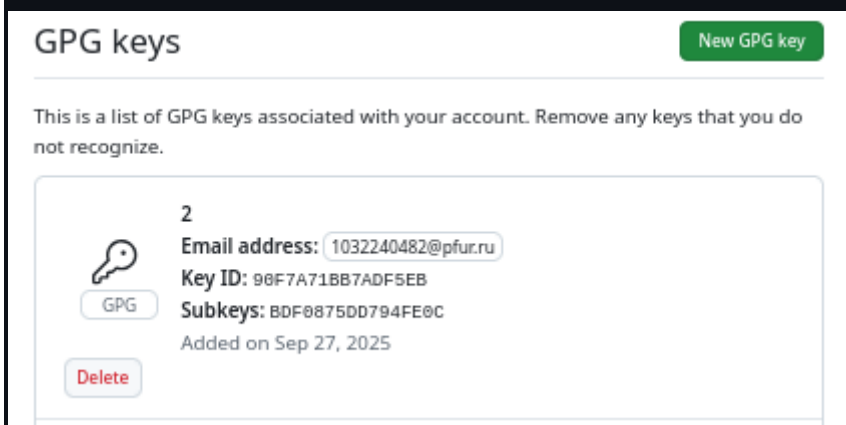 GPG keys
New GPG key
This is a list of GPG keys associated with your account. Remove any keys that you do
not recognize.
2
Email address: 1032240482@pfur.ru
Key ID: 90F7A71BB7ADF5EB
GPG
Subkeys: BDF0875DD794FE0C
Added on Sep 27, 2025
Delete